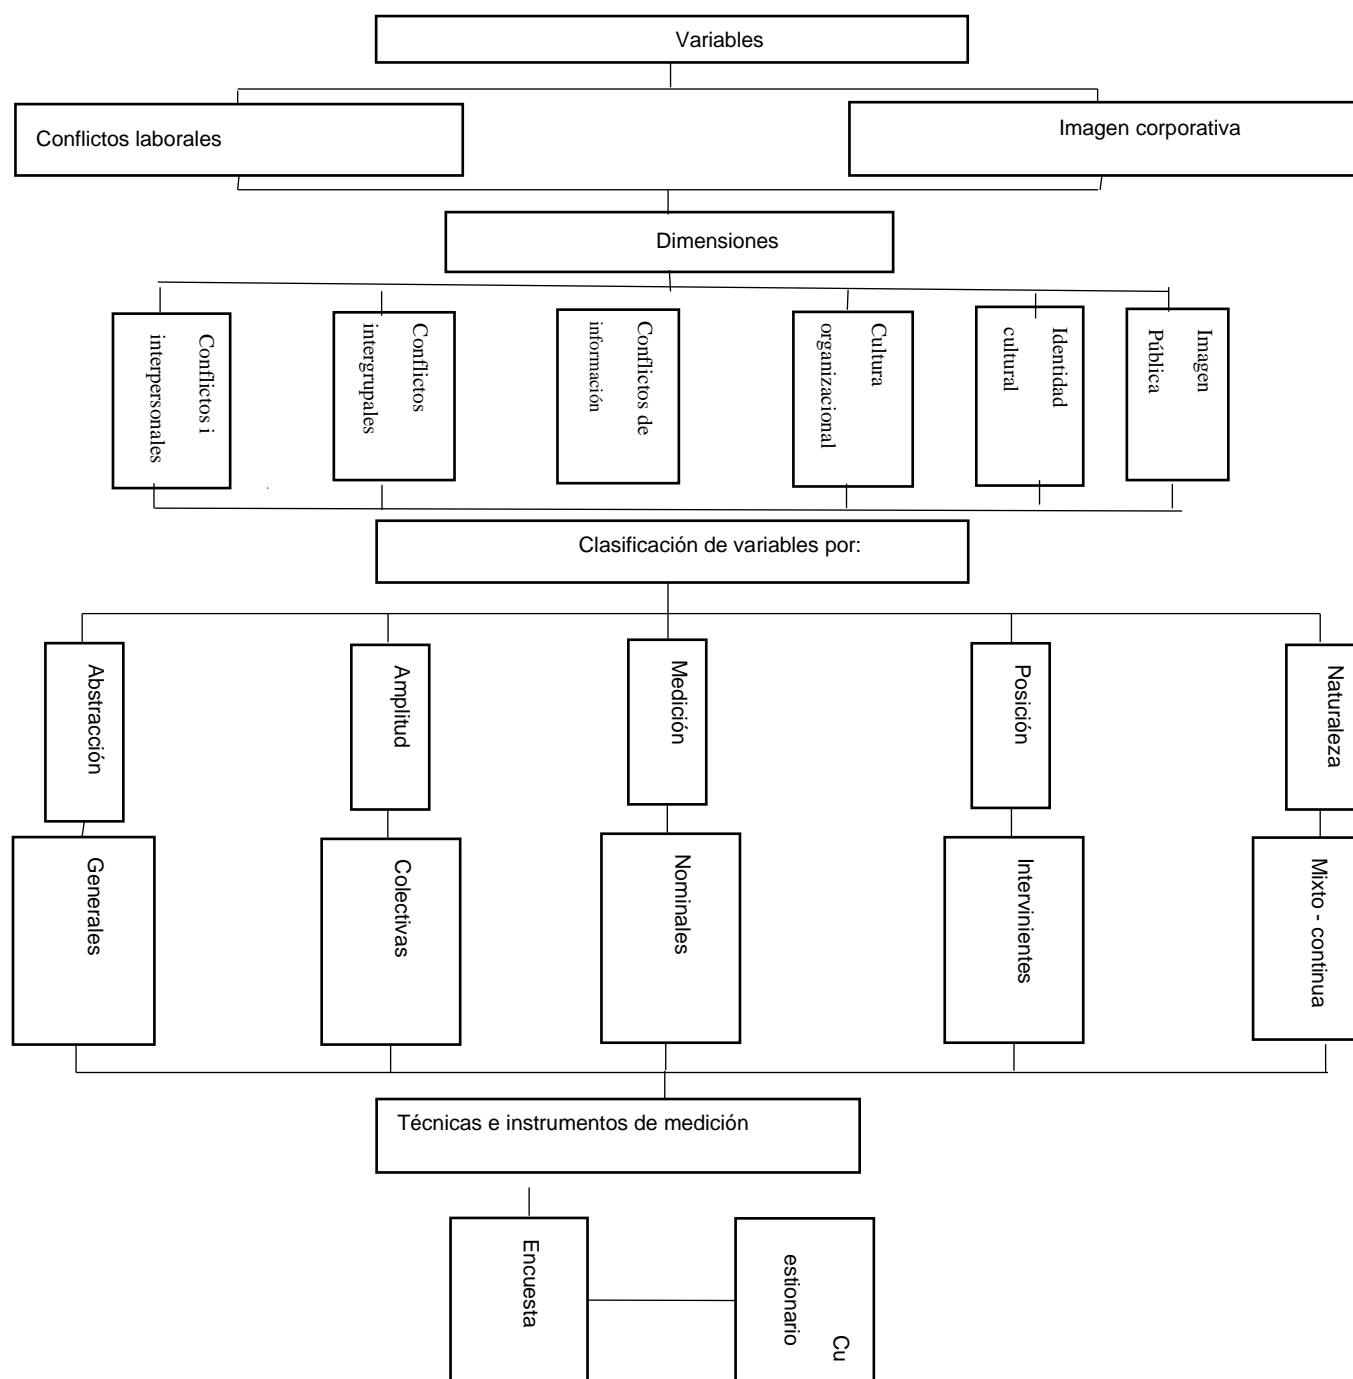 Variables
Conflictos laborales
Imagen corporativa
Dimensiones
Conflictos i
interpersonales
Conflictos
intergrupales
Conflictos de
información
Cultura
organizacional
Identidad
cultural
Imagen
Pública
Clasificación de variables por:
Abstracción
Amplitud
Medición
Posición
Naturaleza
Generales
Colectivas
Nominales
Intervinientes
Mixto - continua
Técnicas e instrumentos de medición
Encuesta
Cu
estionario